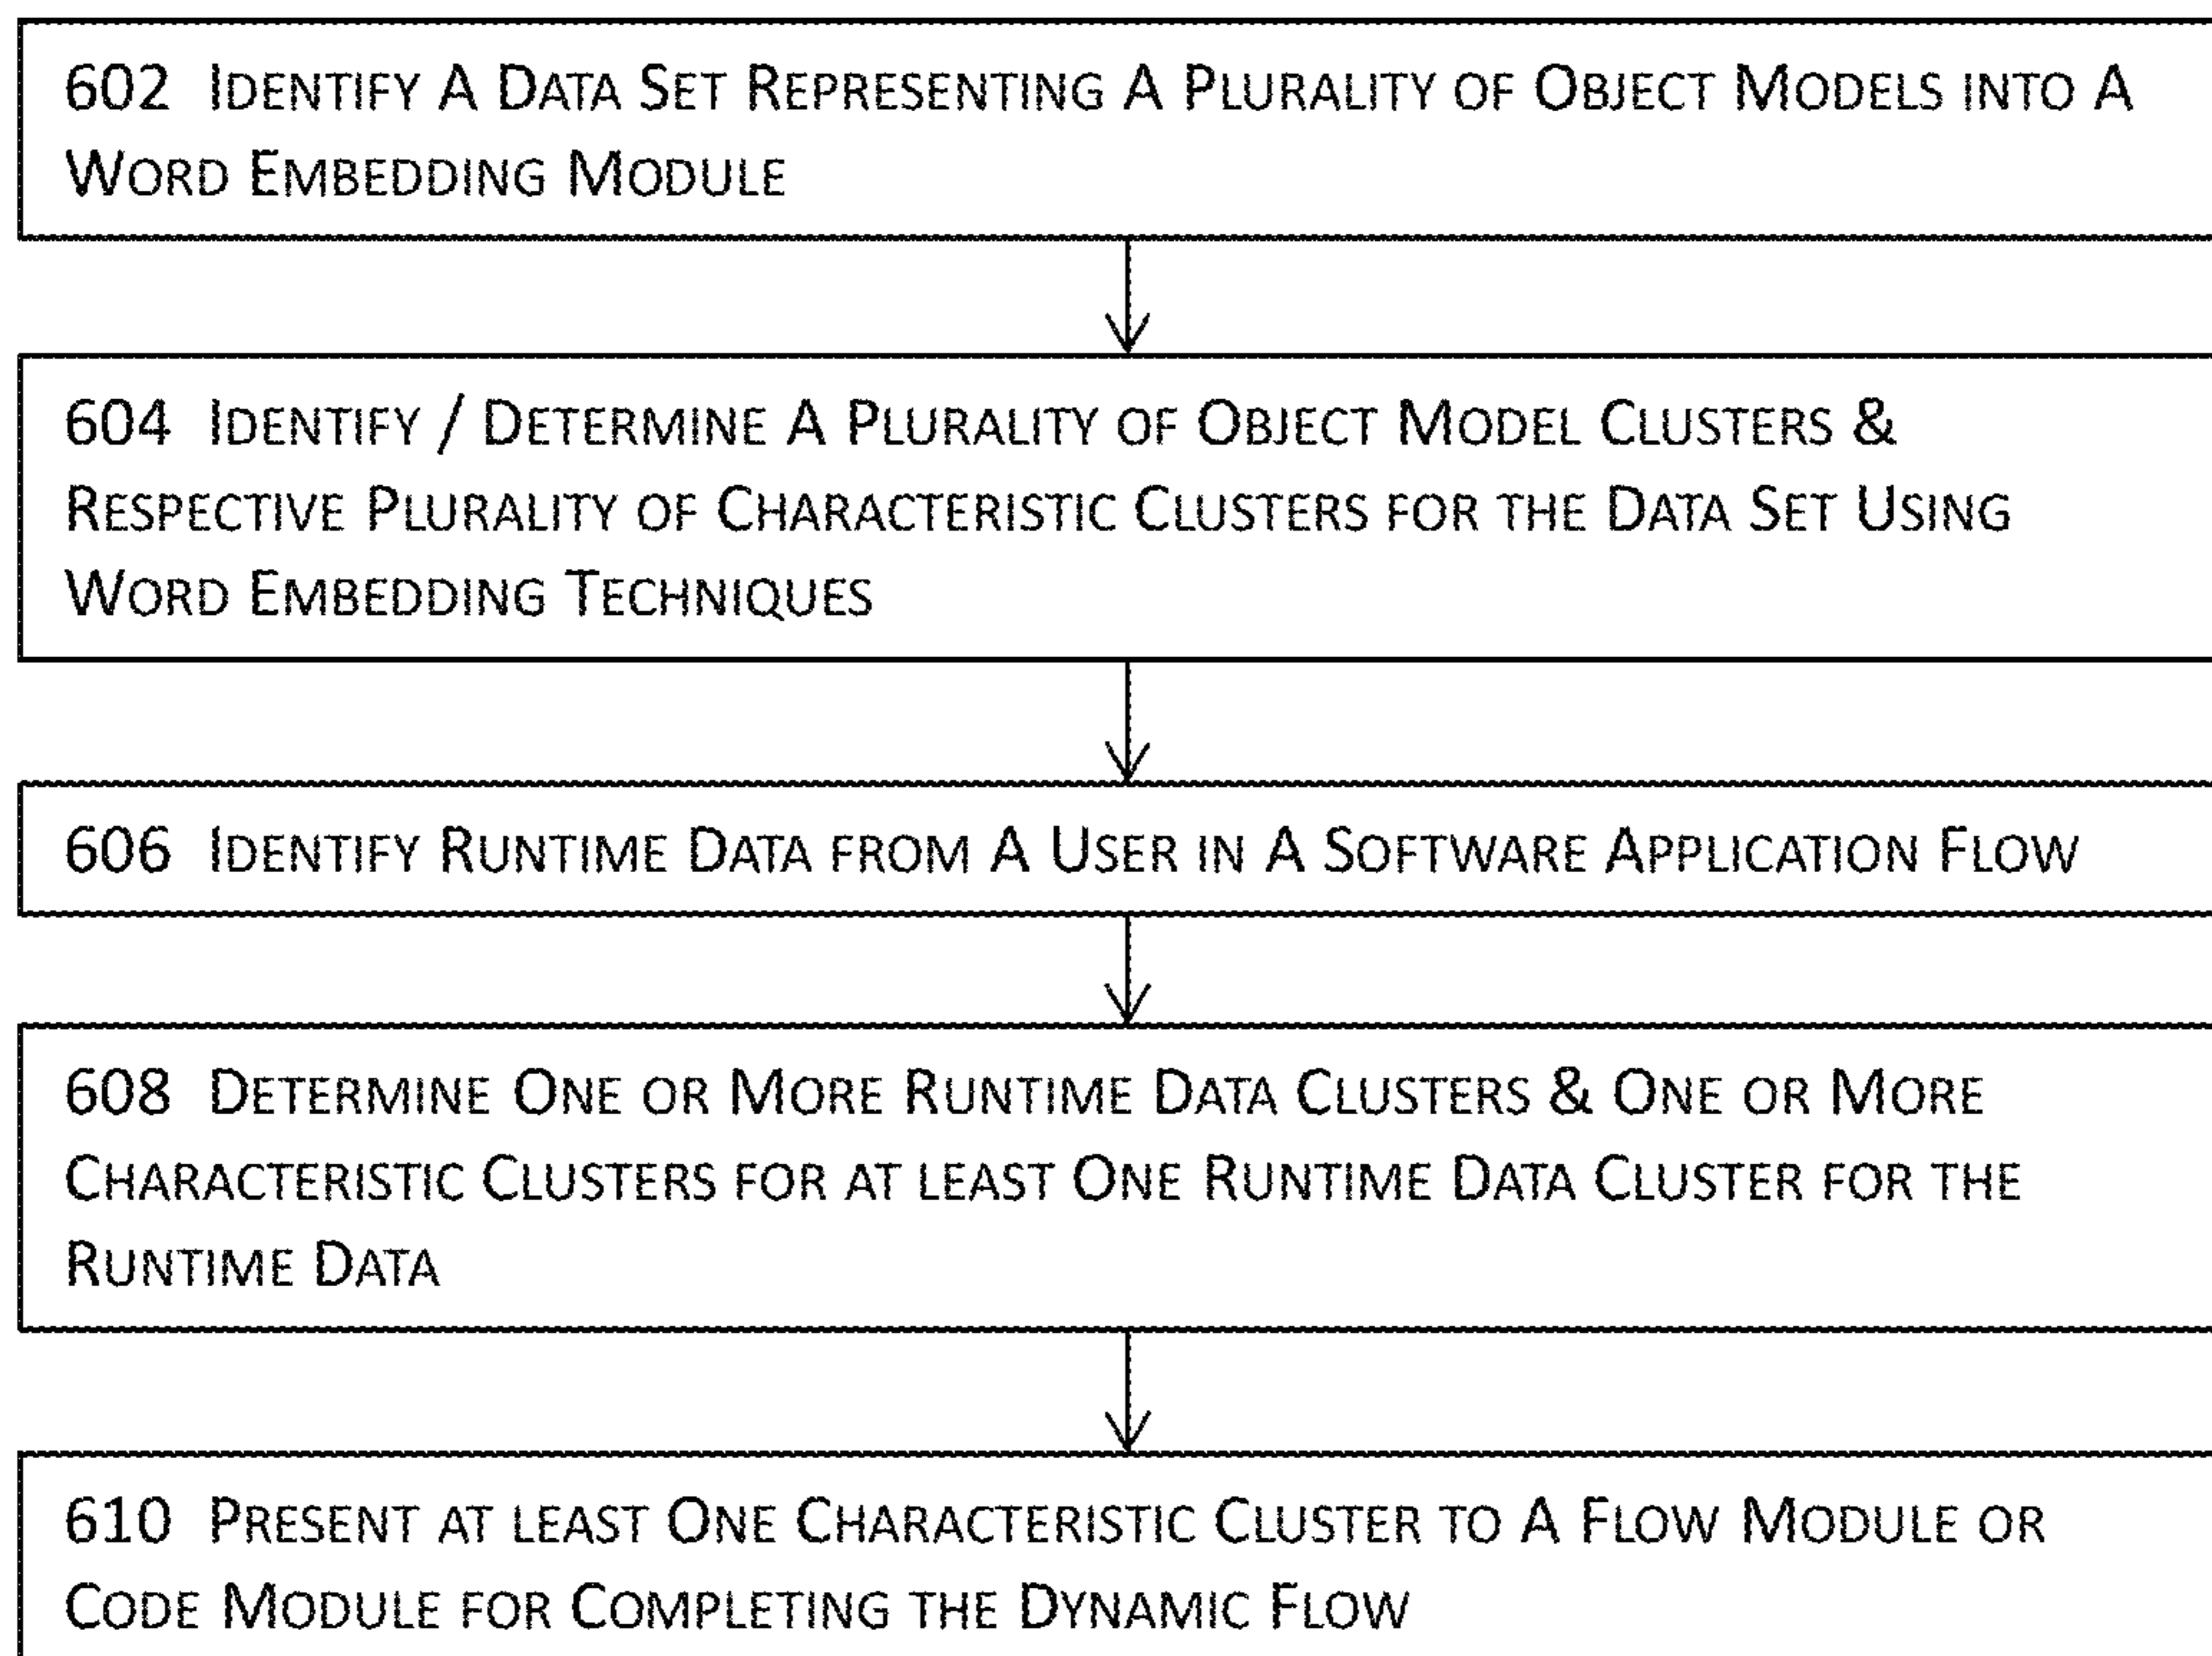 602 Identify A Data Set Representing A Plurality of Object Models into A
Word Embedding Module
604 Identify / Determine A Plurality of Object Model Clusters &
Respective Plurality of Characteristic Clusters for the Data Set Using
Word Embedding Techniques
606 Identify Runtime Data from A User in A Software Application Flow
608 Determine One or More Runtime Data Clusters & One or More
Characteristic Clusters for at least One Runtime Data Cluster for the
Runtime Data
610 Present at least One Characteristic Cluster to A Flow Module or
Code Module for Completing the Dynamic Flow